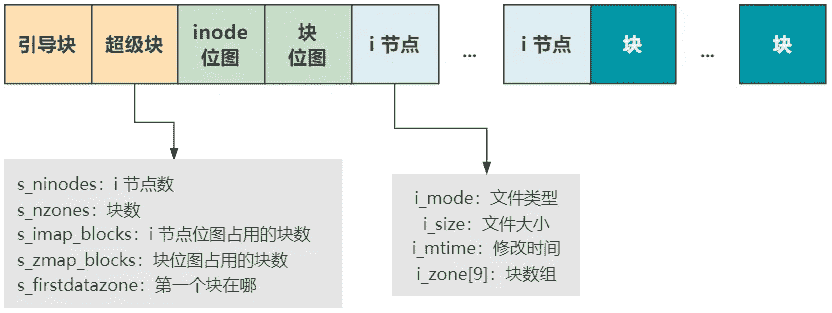 引导块
超级块
inode
位图
块
位图
i 节点
...
i 节点
块
...
块
s_ninodes：i 节点数
s_nzones：块数
s_imap_blocks：i 节点位图占用的块数
s_zmap_blocks：块位图占用的块数
s_firstdatazone：第一个块在哪
i_mode：文件类型
i_size：文件大小
i_mtime：修改时间
i_zone[9]：块数组